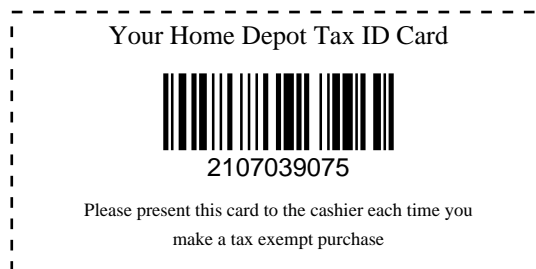 Your Home Depot Tax ID Card
2107039075
Please present this card to the cashier each time you
make a tax exempt purchase